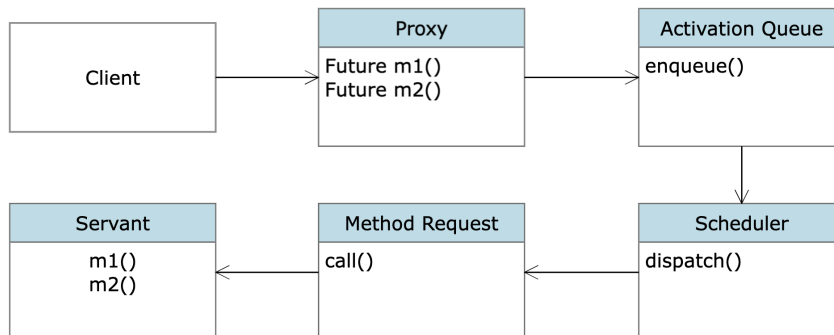 Client
Proxy
Future m1()
Future m2()
Activation Queue
enqueue()
Servant
m1()
m2()
Method Request
call()
Scheduler
dispatch()